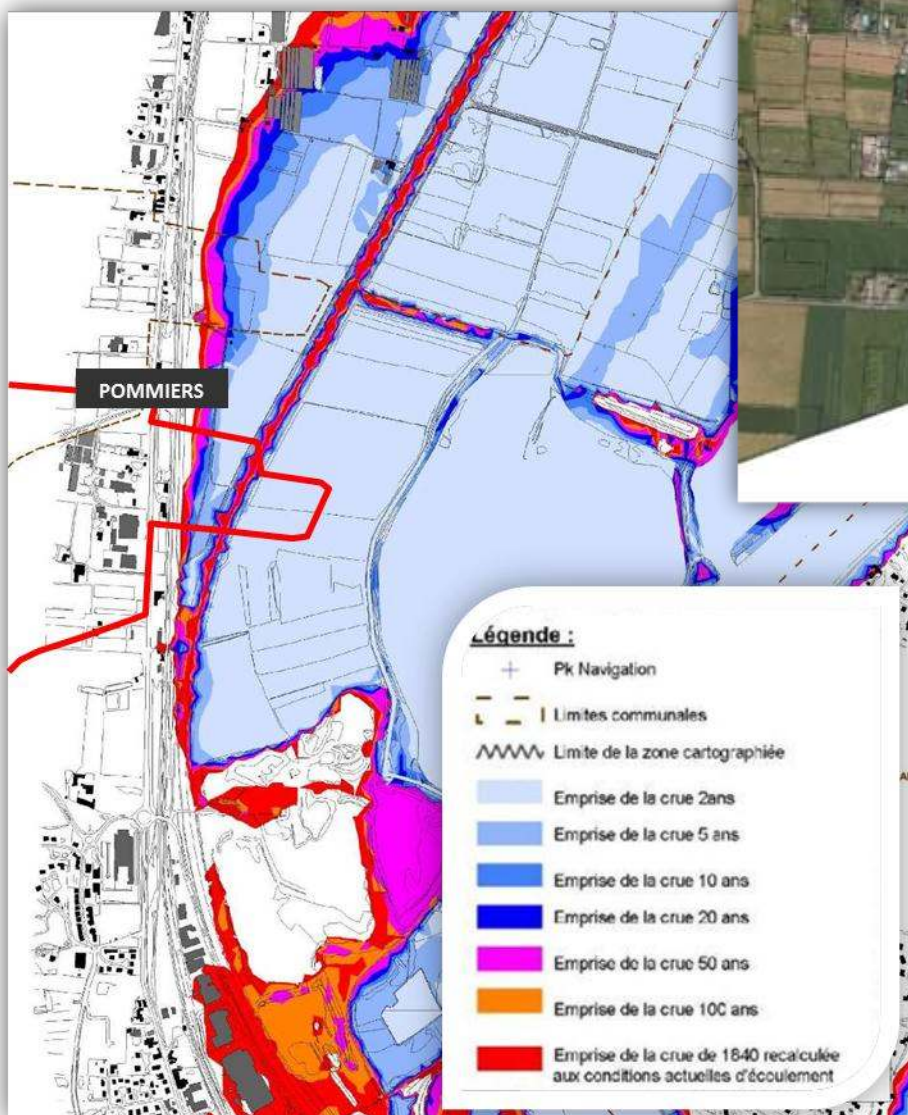 POMMIERS
Légende :
Pk Navigation
Limites communales
Limite de la zone cartographiée
Emprise de la crue 2ans
Emprise de la crue 5 ans
Emprise de la crue 10 ans
Emprise de la crue 20 ans
Emprise de la crue 50 ans
Emprise de la crue 100 ans
Emprise de la crue de 1840 recalculée
aux conditions actuelles d'écoulement